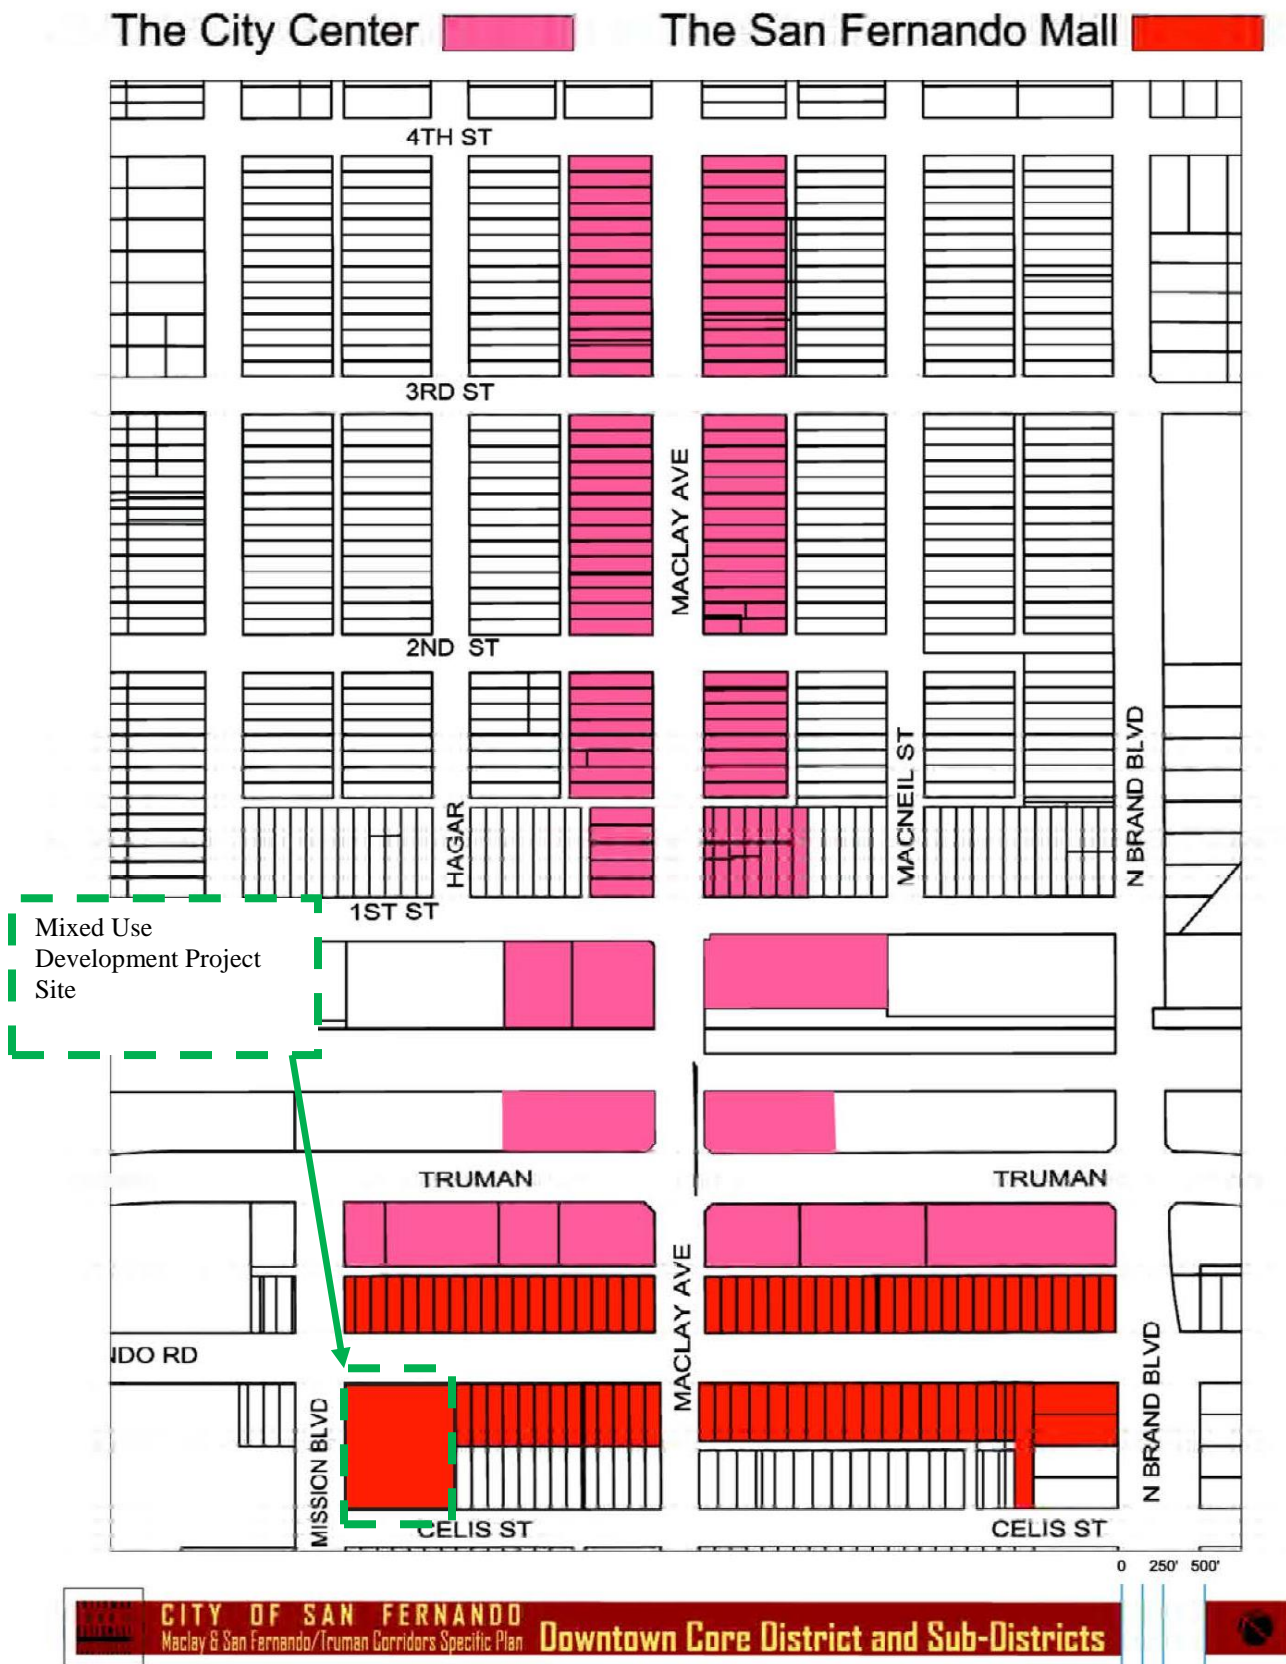 The City Center
The San Fernando Mall
4TH ST
3RD ST
MACLAY AVE
2ND ST
HAGAR
MACNEIL ST
N BRAND BLVD
1ST ST
Mixed Use
Development Project
Site
TRUMAN
TRUMAN
MACLAY AVE
NDO RD
MISSION BLVD
N BRAND BLVD
CELIS ST
CELIS ST
0 250' 500'
CITY OF SAN FERNANDO
Maclay & San Fernando/Truman Corridors Specific Plan
Downtown Core District and Sub-Districts